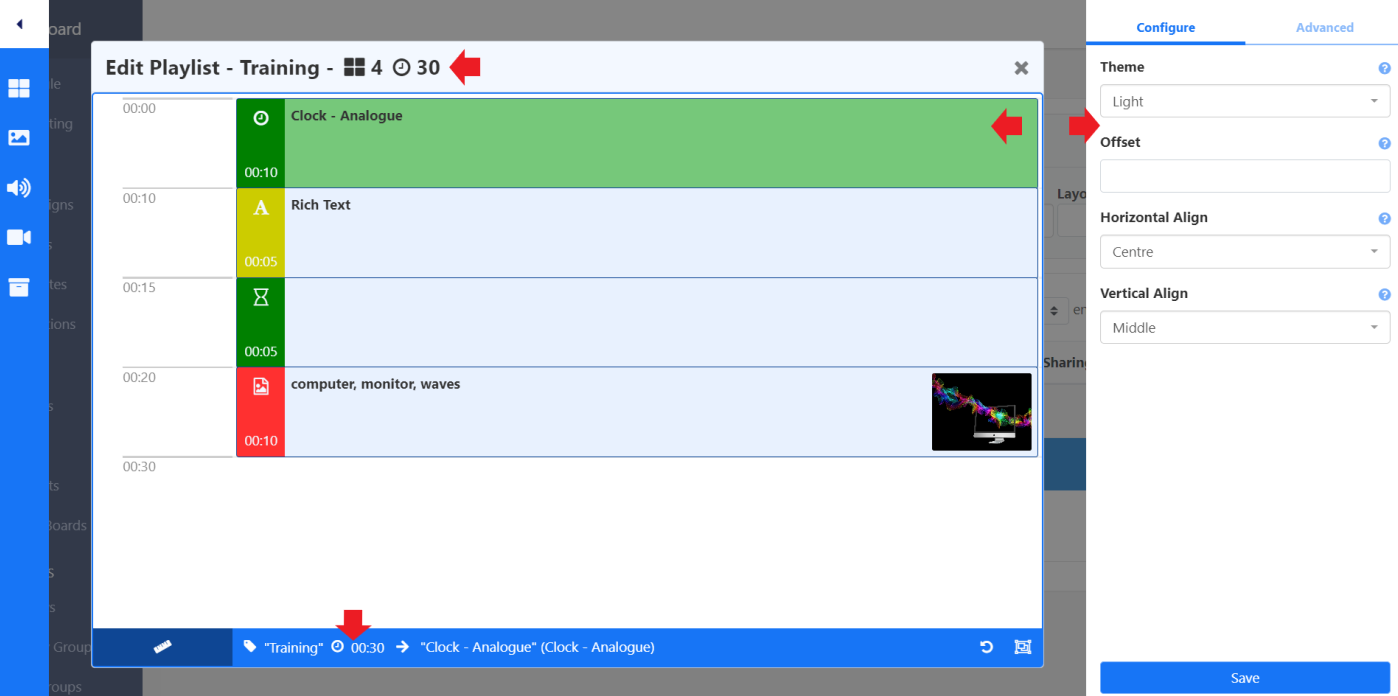 Edit Playlist - Training - 4 30
00:00
Clock - Analogue
00:10
00:10
Rich Text
00:05
00:15
00:05
00:20
computer, monitor, waves
00:10
00:30
"Training" 00:30 "Clock - Analogue" (Clock - Analogue)
Configure Advanced
Theme
Light
Offset
Horizontal Align
Centre
Vertical Align
Middle
Save